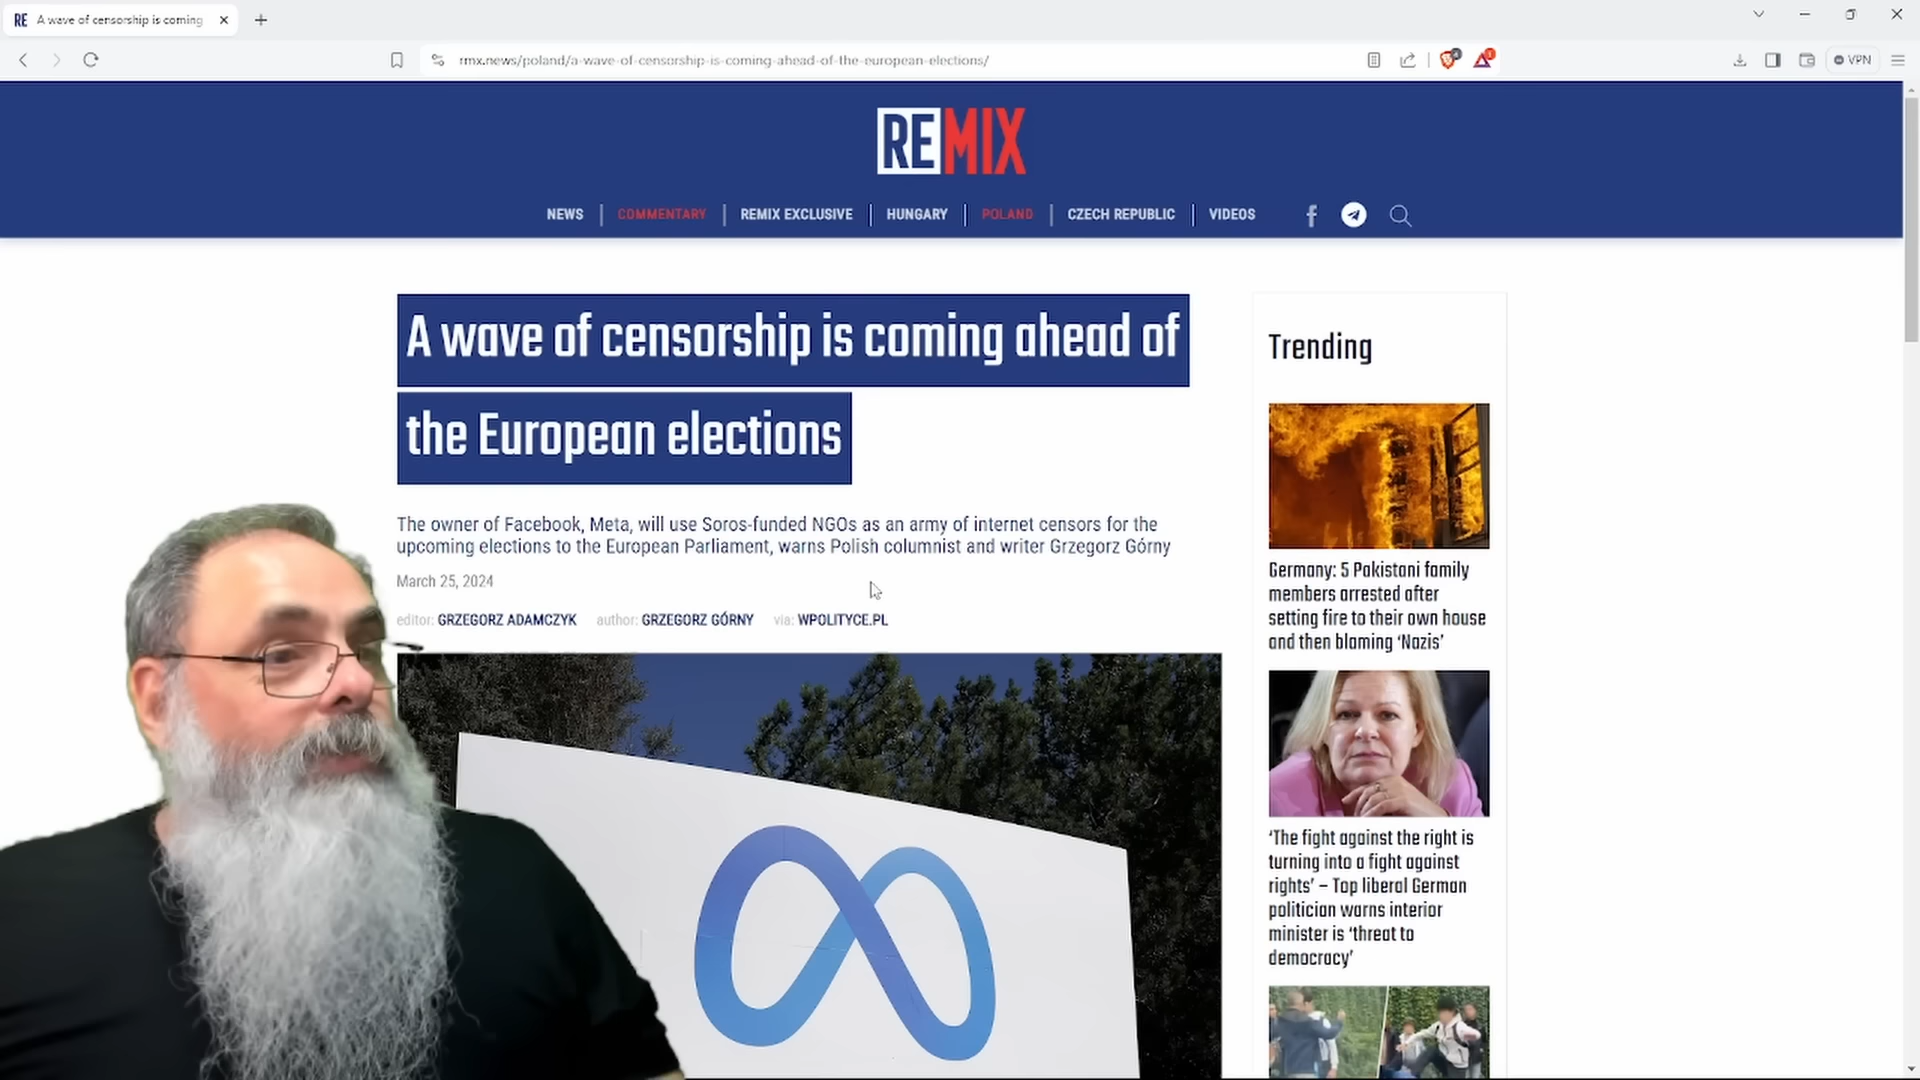 RE A wave of censorship is coming
rmx.news/poland/a-wave-of-censorship-is-coming-ahead-of-the-european-elections/
VPN
REMIX
NEWS | COMMENTARY | REMIX EXCLUSIVE | HUNGARY | POLAND | CZECH REPUBLIC | VIDEOS
A wave of censorship is coming ahead of
the European elections
The owner of Facebook, Meta, will use Soros-funded NGOs as an army of internet censors for the
upcoming elections to the European Parliament, warns Polish columnist and writer Grzegorz Górny
March 25, 2024
editor: GRZEGORZ ADAMCZYK author: GRZEGORZ GÓRNY via: WPOLITYCE.PL
Trending
Germany: 5 Pakistani family
members arrested after
setting fire to their own house
and then blaming ‘Nazis’
‘The fight against the right is
turning into a fight against
rights’ – Top liberal German
politician warns interior
minister is ‘threat to
democracy’